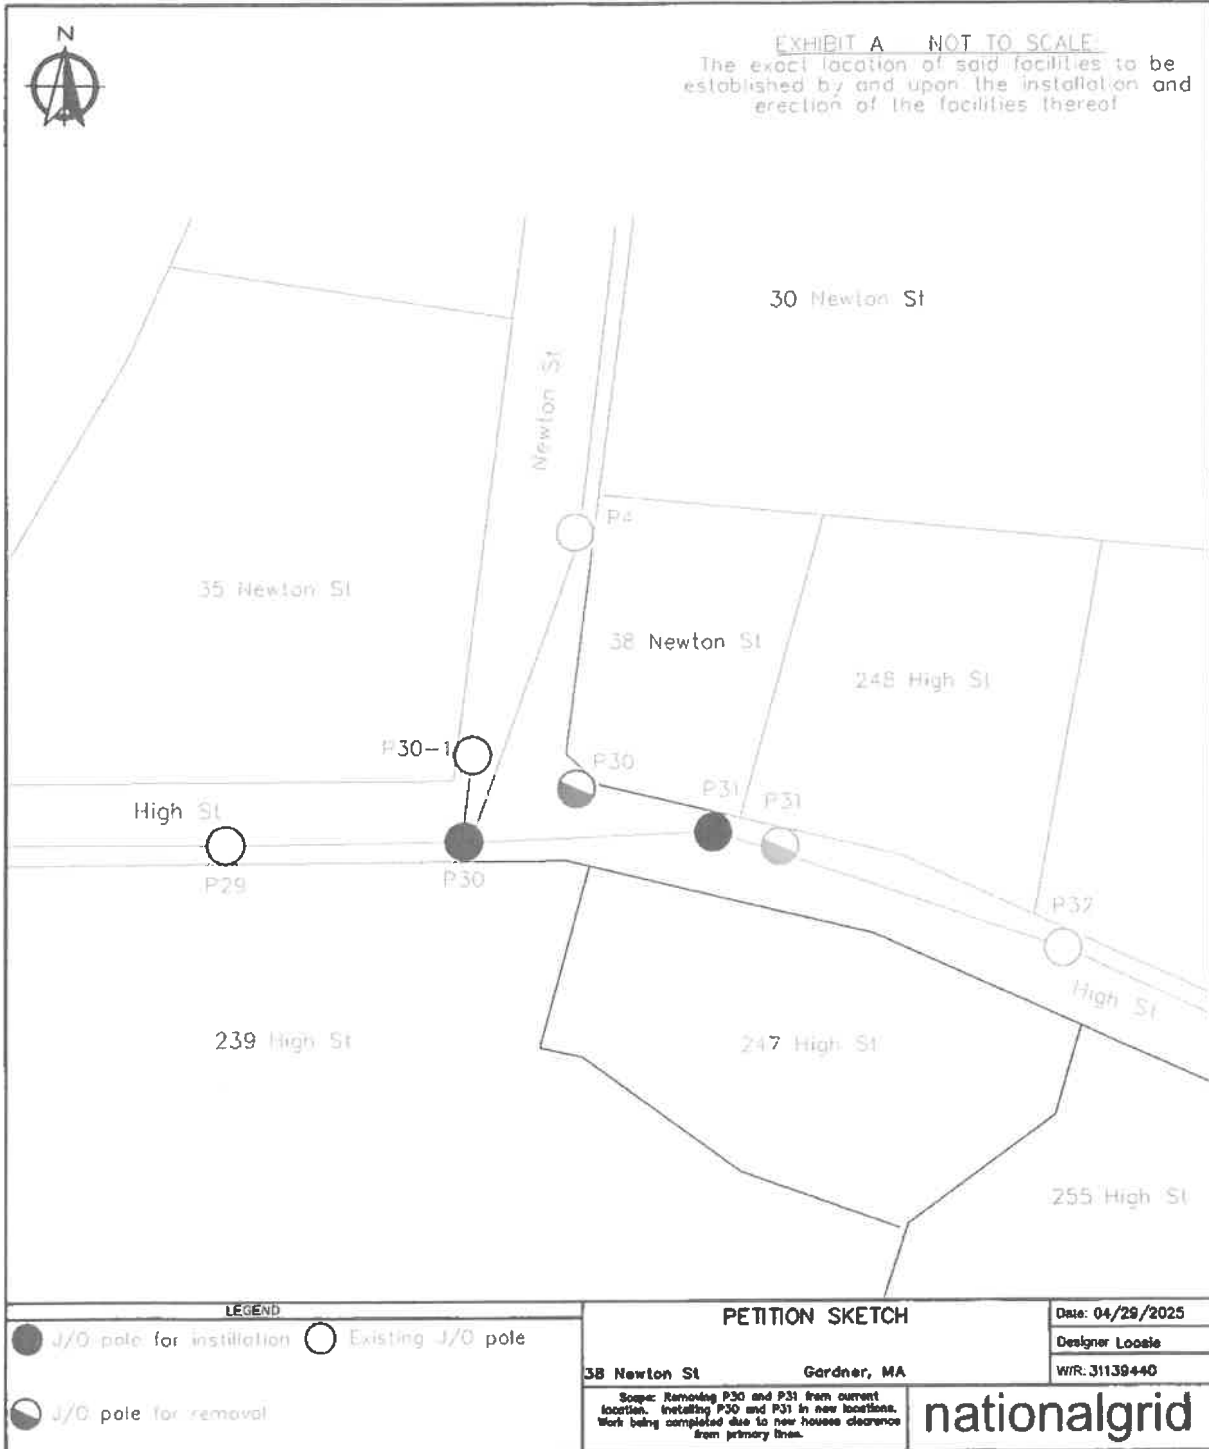 N
EXHIBIT A NOT TO SCALE
The exact location of said facilities to be
established by and upon the installation and
erection of the facilities thereof
30 Newton St
Newton St
P4
35 Newton St
38 Newton St
248 High St
P30-1
P30
P31
P31
High St
P29
P30
P32
High St
239 High St
247 High St
255 High St
LEGEND
J/O pole for instillation
Existing J/O pole
J/O pole for removal
PETITION SKETCH
38 Newton St Gardner, MA
Date: 04/29/2025
Designer Loosie
W/R: 31139440
Scope: Removing P30 and P31 from current
location. Installing P30 and P31 in new locations.
Work being completed due to new houses clearence
from primary lines.
nationalgrid